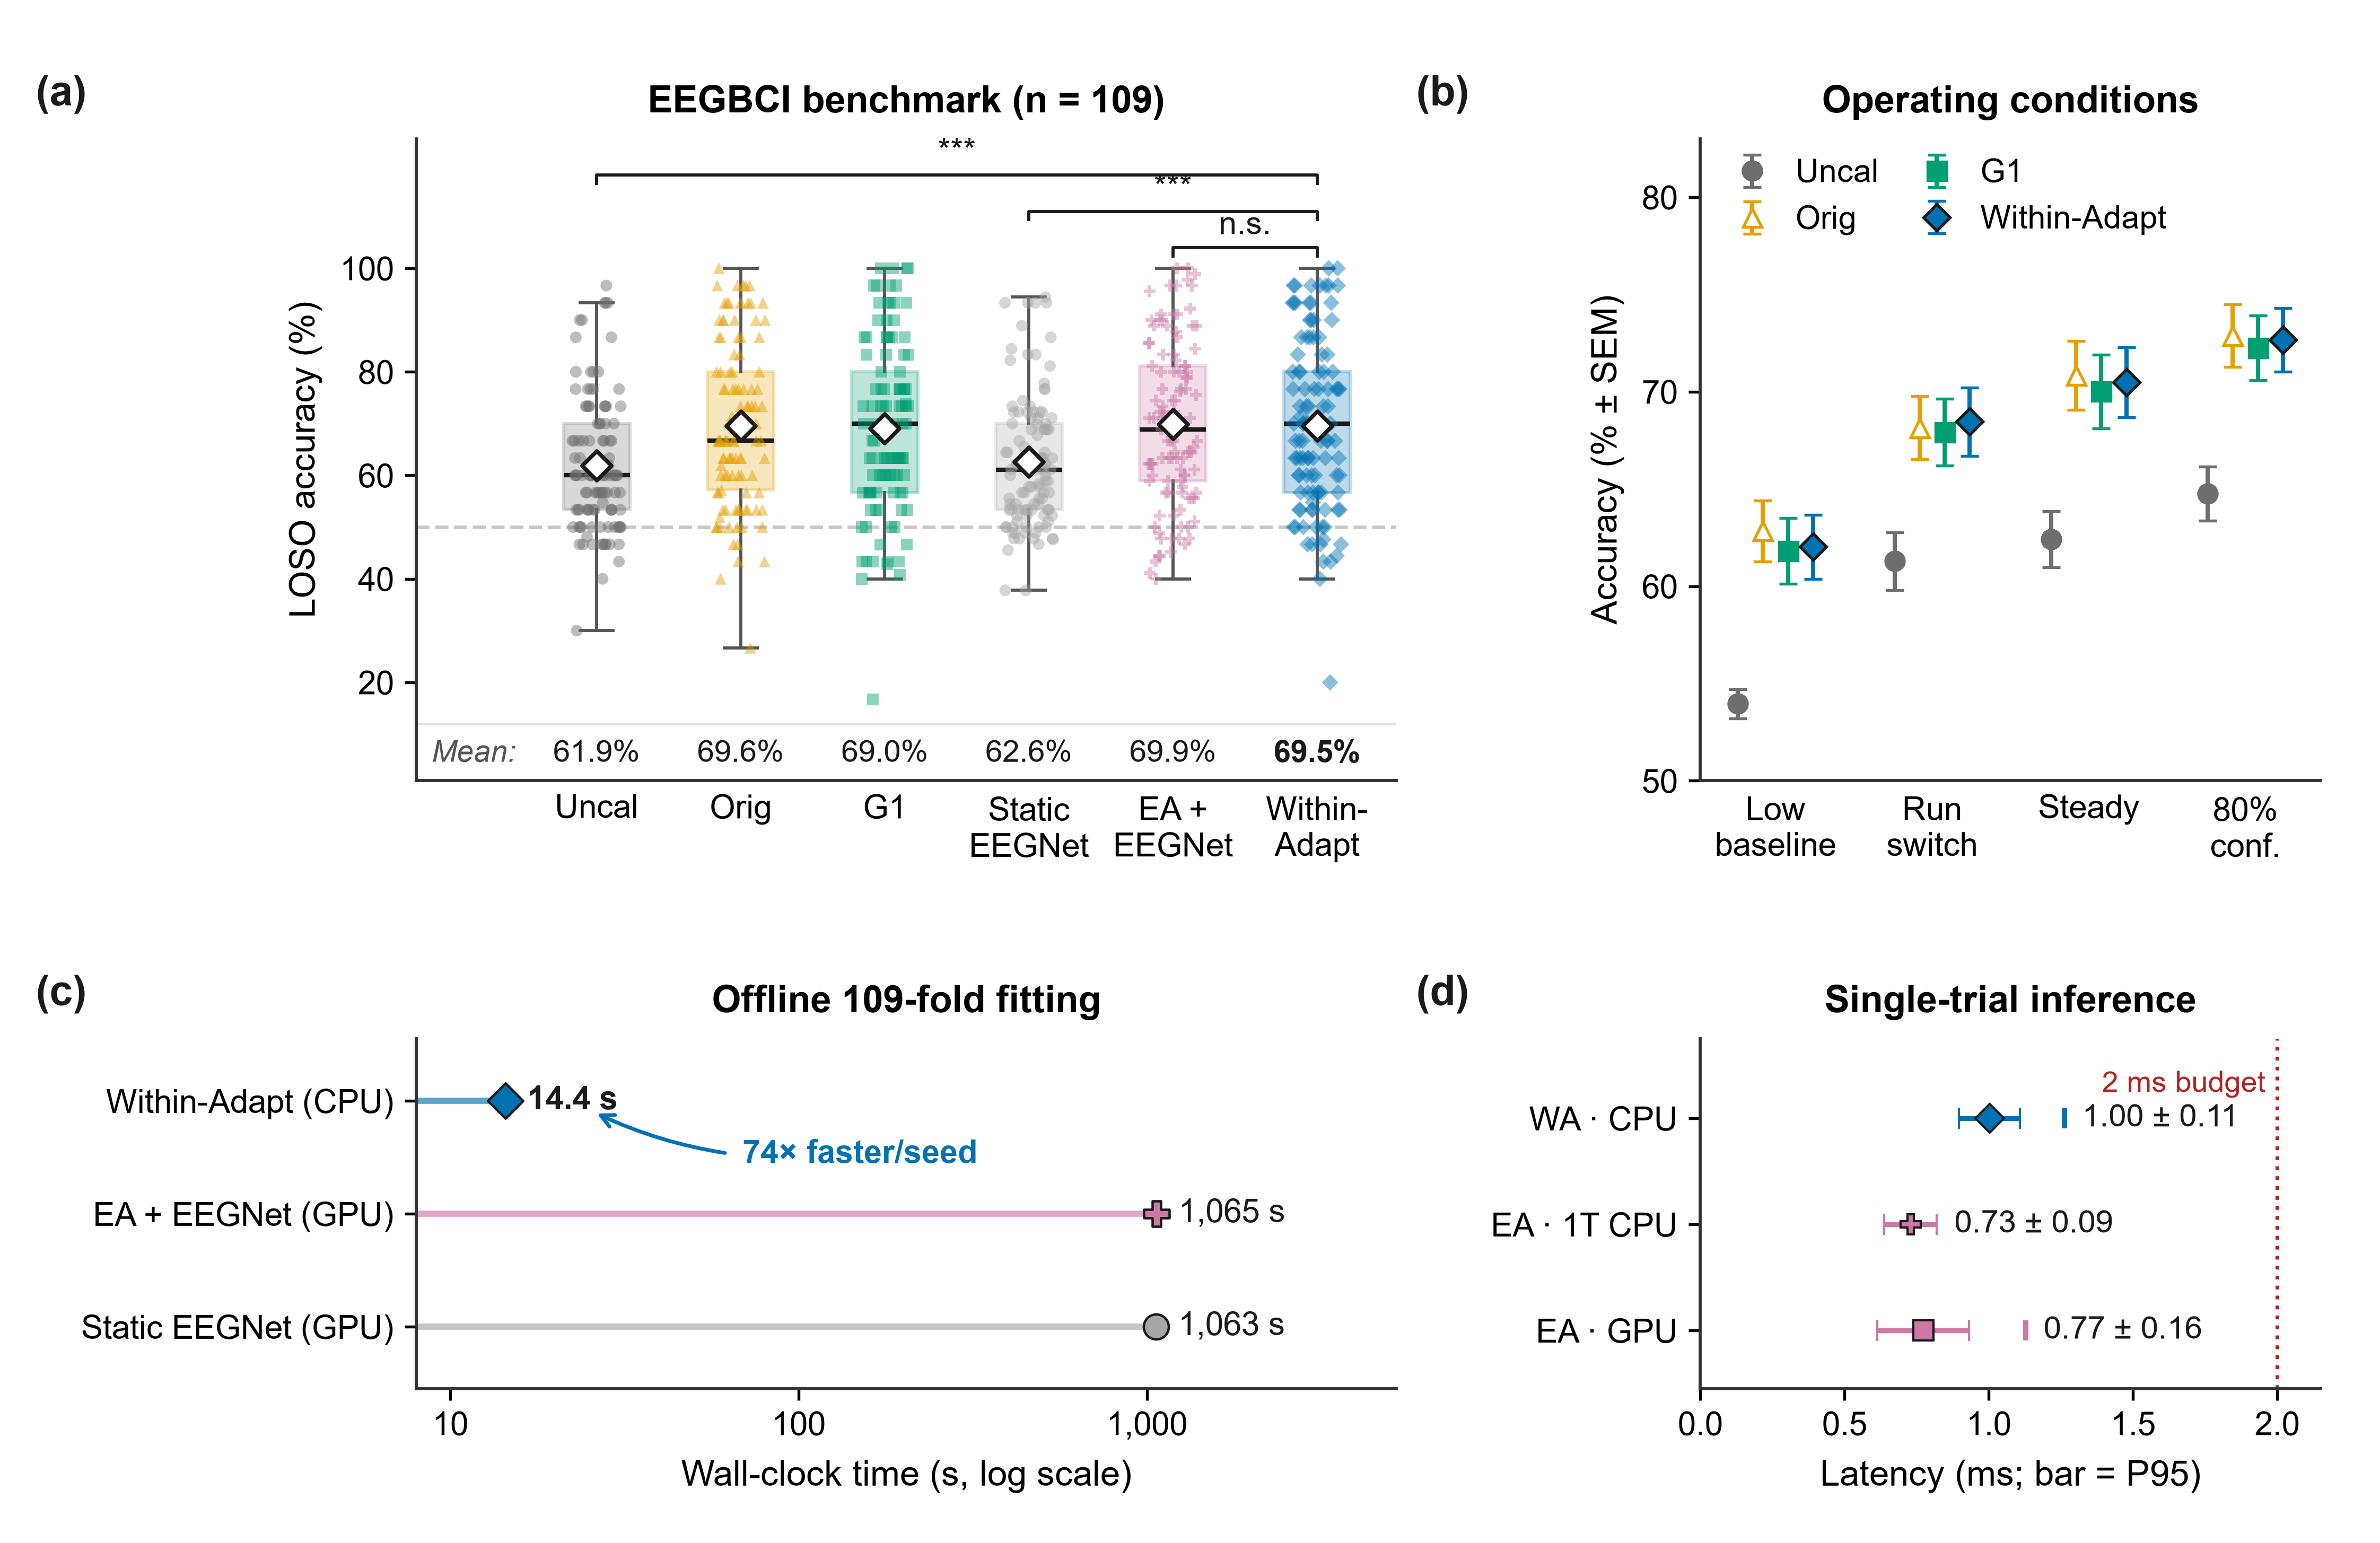 (a)
EEGBCI benchmark (n = 109)
***
***
n.s.
LOSO accuracy (%)
100
80
60
40
20
Mean: 61.9% 69.6% 69.0% 62.6% 69.9% 69.5%
Uncal
Orig
G1
Static
EEGNet
EA +
EEGNet
Within-
Adapt
(b)
Operating conditions
Uncal
Orig
G1
Within-Adapt
Accuracy (% ± SEM)
80
70
60
50
Low
baseline
Run
switch
Steady
80%
conf.
(c)
Offline 109-fold fitting
Within-Adapt (CPU)
14.4 s
74× faster/seed
EA + EEGNet (GPU)
1,065 s
Static EEGNet (GPU)
1,063 s
10 100 1,000
Wall-clock time (s, log scale)
(d)
Single-trial inference
2 ms budget
WA · CPU
1.00 ± 0.11
EA · 1T CPU
0.73 ± 0.09
EA · GPU
0.77 ± 0.16
0.0 0.5 1.0 1.5 2.0
Latency (ms; bar = P95)